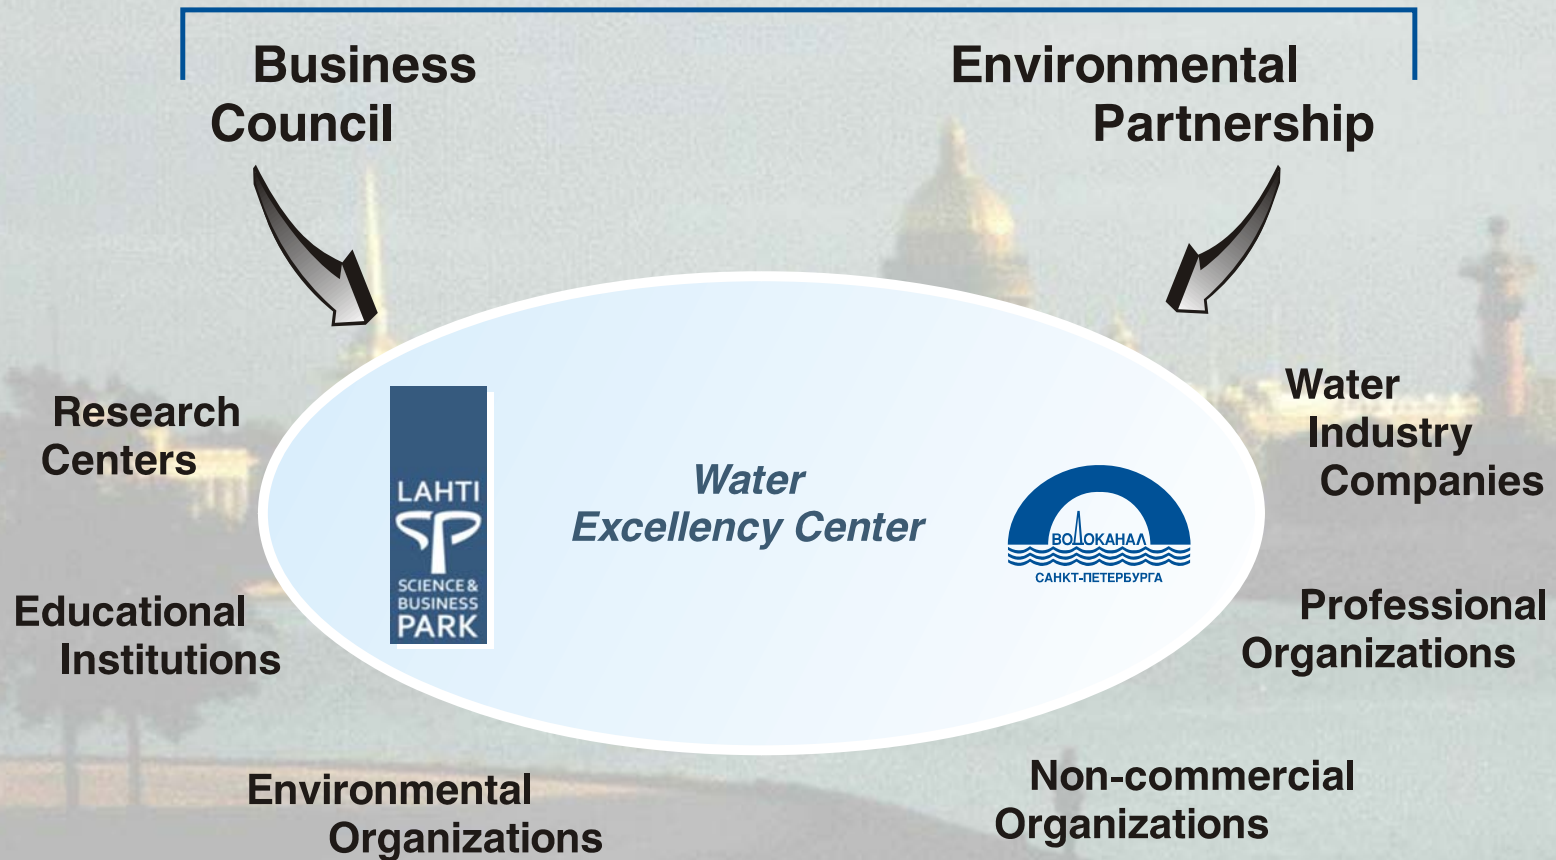 Business
Council
Environmental
Partnership
Research
Centers
Water
Industry
Companies
LAHTI
SCIENCE &
BUSINESS
PARK
Water
Excellency Center
ВОДОКАНАЛ
САНКТ-ПЕТЕРБУРГА
Educational
Institutions
Professional
Organizations
Environmental
Organizations
Non-commercial
Organizations